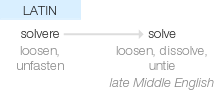 LATIN
solvere
loosen,
unfasten
solve
loosen, dissolve,
untie
late Middle English